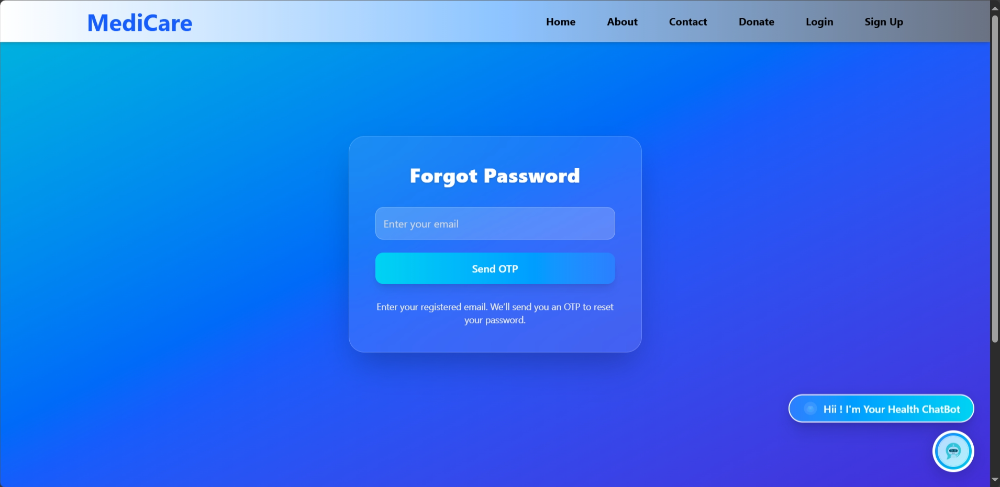 MediCare
Home
About
Contact
Donate
Login
Sign Up
Forgot Password
Enter your email
Send OTP
Enter your registered email. We'll send you an OTP to reset
your password.
Hii ! I'm Your Health ChatBot